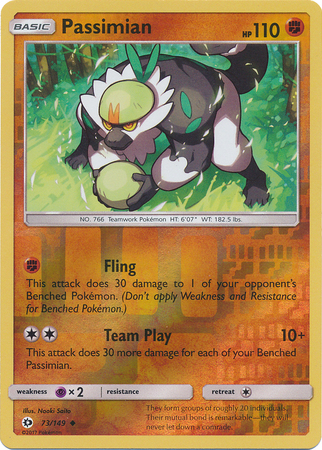 BASIC Passimian HP 110
NO. 766 Teamwork Pokémon HT: 6'07" WT: 182.5 lbs.
Fling
This attack does 30 damage to 1 of your opponent's
Benched Pokémon. (Don't apply Weakness and Resistance
for Benched Pokémon.)
Team Play 10+
This attack does 30 more damage for each of your Benched
Passimian.
weakness ×2 resistance retreat
Illus. Naoki Saito
73/149
©2017 Pokémon
They form groups of roughly 20 individuals.
Their mutual bond is remarkable—they will
never let down a comrade.